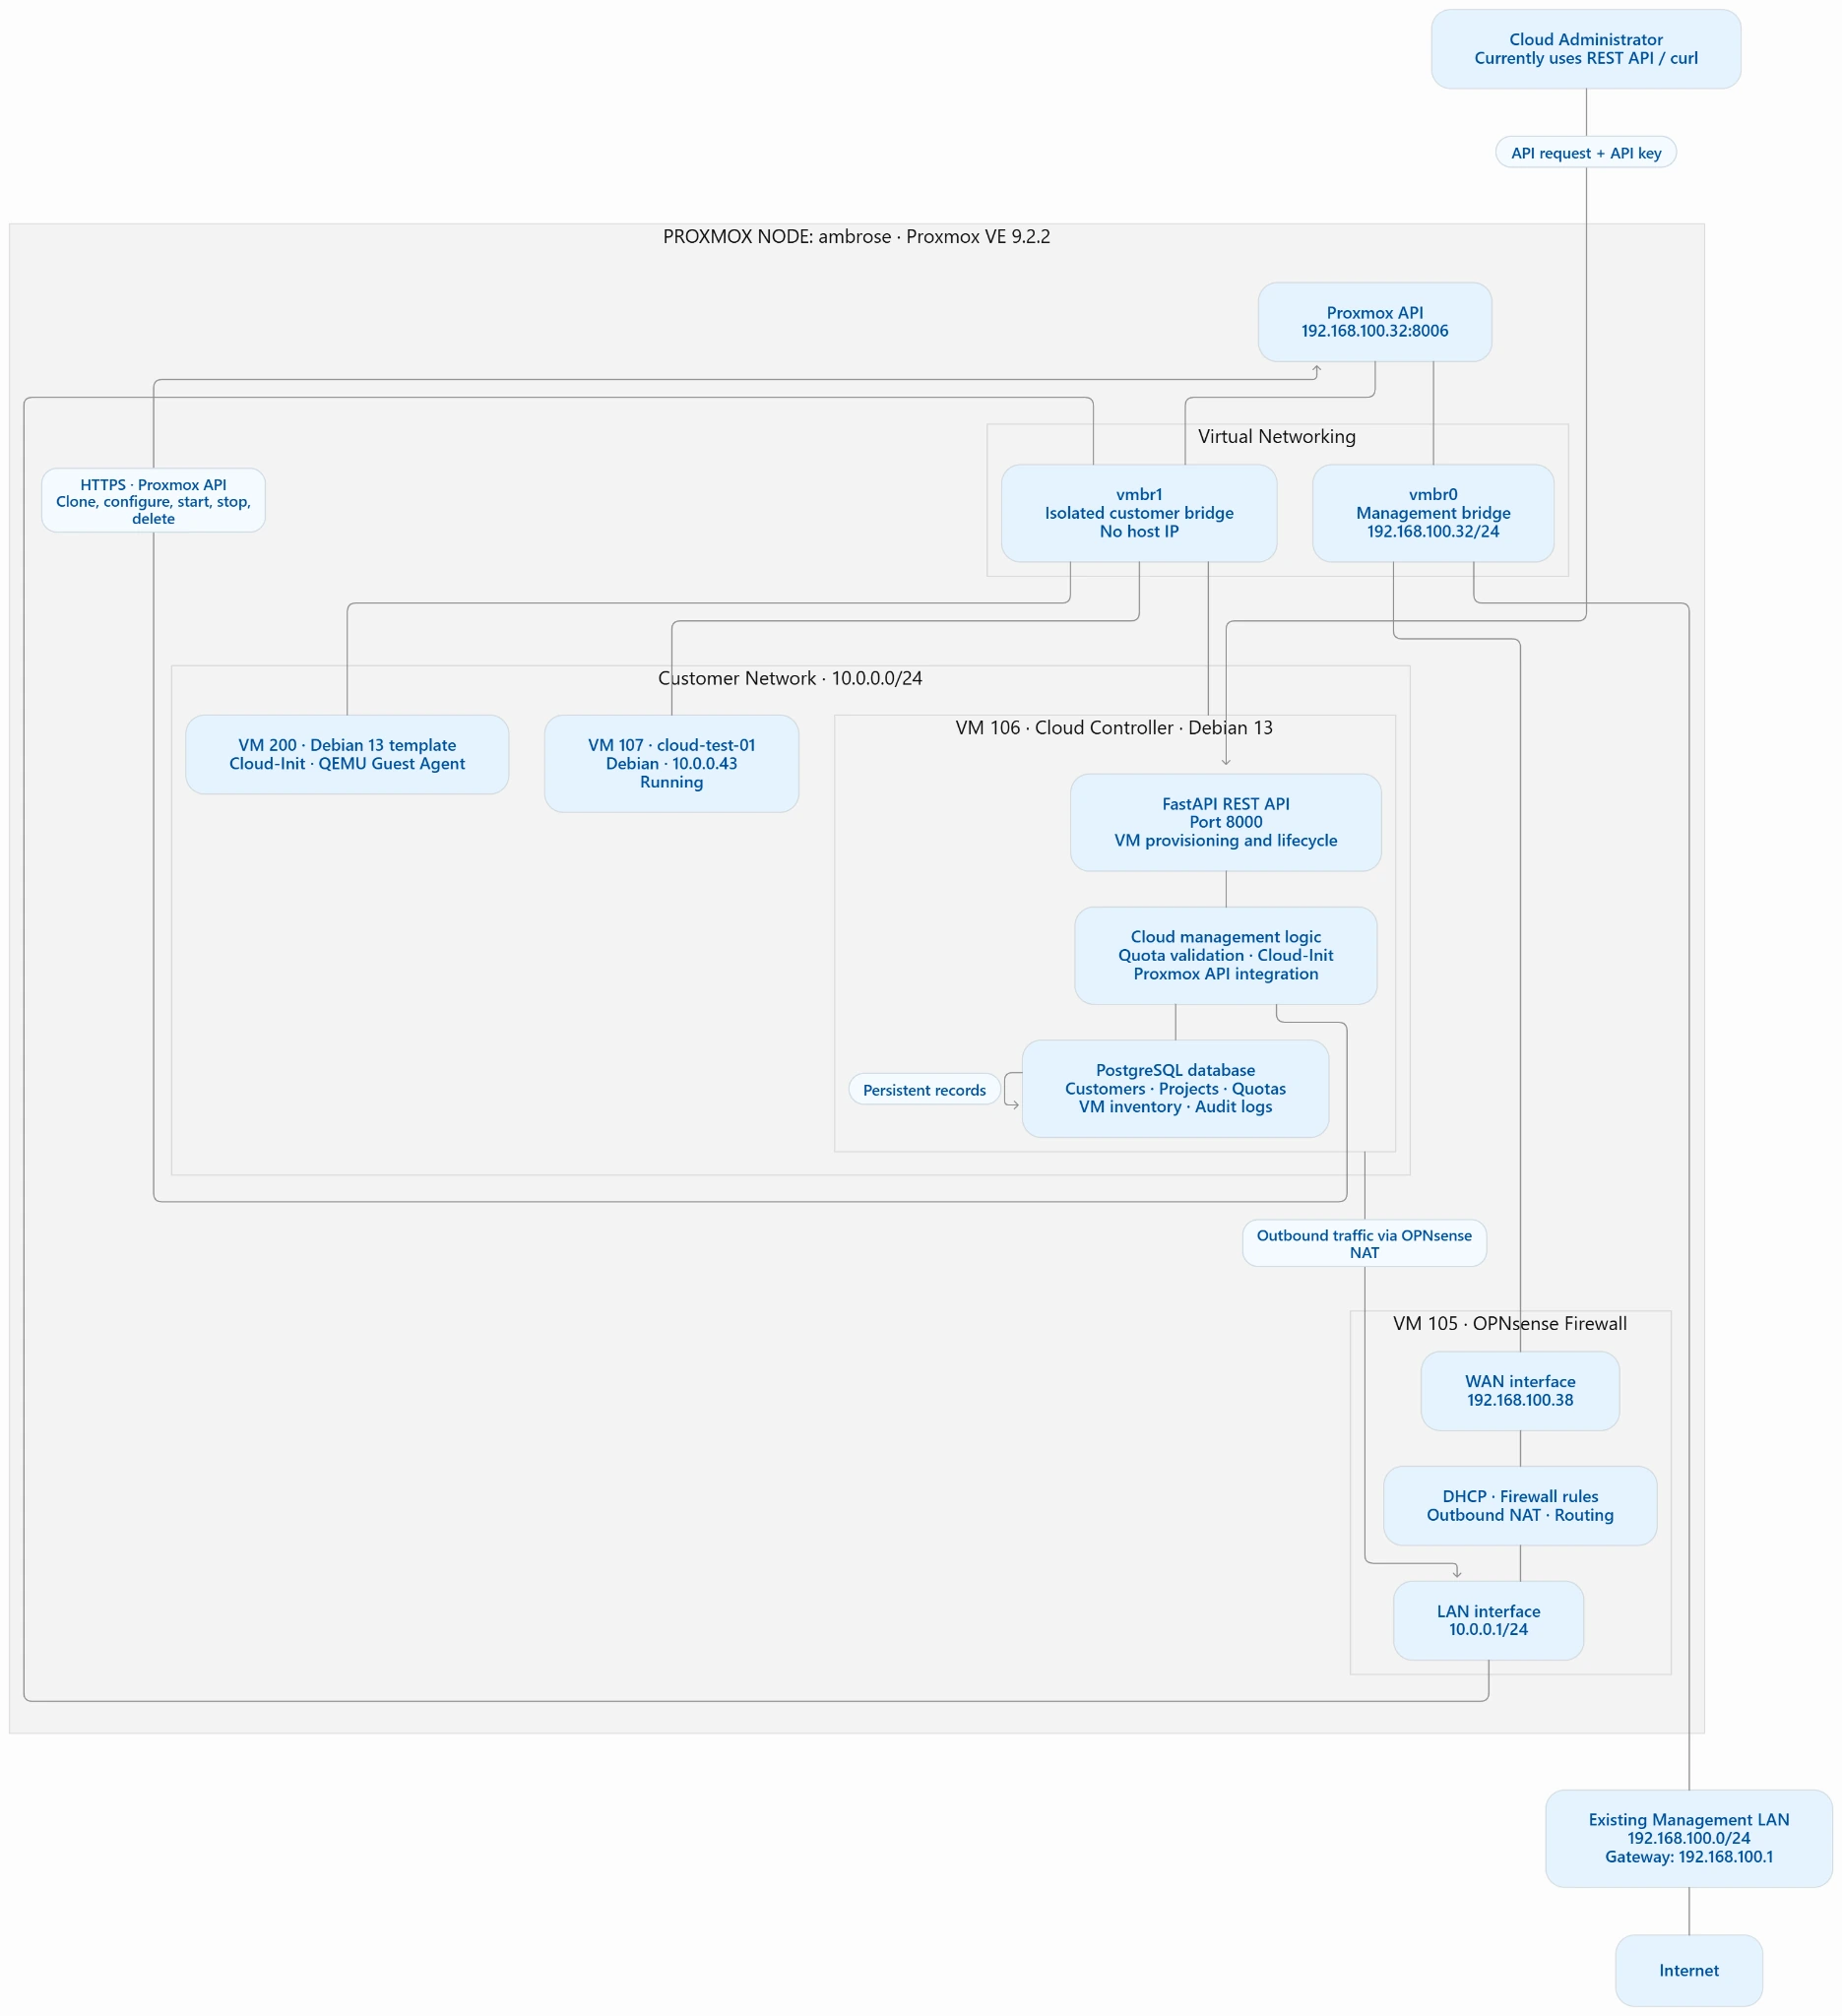 Cloud Administrator
Currently uses REST API / curl
API request + API key
PROXMOX NODE: ambrose · Proxmox VE 9.2.2
Proxmox API
192.168.100.32:8006
Virtual Networking
HTTPS · Proxmox API
Clone, configure, start, stop,
delete
vmbr1
Isolated customer bridge
No host IP
vmbr0
Management bridge
192.168.100.32/24
Customer Network · 10.0.0.0/24
VM 200 · Debian 13 template
Cloud-Init · QEMU Guest Agent
VM 107 · cloud-test-01
Debian · 10.0.0.43
Running
VM 106 · Cloud Controller · Debian 13
FastAPI REST API
Port 8000
VM provisioning and lifecycle
Cloud management logic
Quota validation · Cloud-Init
Proxmox API integration
Persistent records
PostgreSQL database
Customers · Projects · Quotas
VM inventory · Audit logs
Outbound traffic via OPNsense
NAT
VM 105 · OPNsense Firewall
WAN interface
192.168.100.38
DHCP · Firewall rules
Outbound NAT · Routing
LAN interface
10.0.0.1/24
Existing Management LAN
192.168.100.0/24
Gateway: 192.168.100.1
Internet